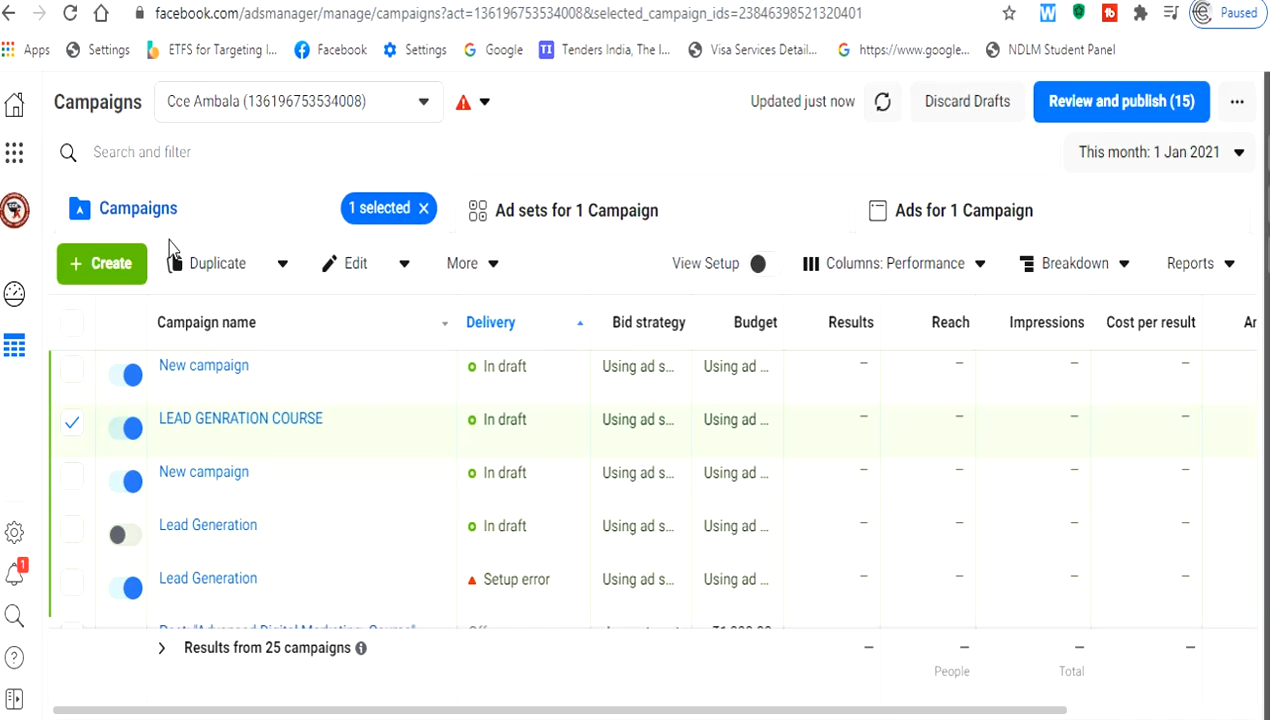 facebook.com/adsmanager/manage/campaigns?act=136196753534008&selected_campaign_ids=23846398521320401
Paused
Apps Settings ETFS for Targeting I... Facebook Settings Google Tenders India, The I... Visa Services Detail... https://www.google... NDLM Student Panel
Campaigns Cce Ambala (136196753534008) Updated just now Discard Drafts Review and publish (15)
Search and filter This month: 1 Jan 2021
Campaigns 1 selected Ad sets for 1 Campaign Ads for 1 Campaign
+ Create Duplicate Edit More View Setup Columns: Performance Breakdown Reports
Campaign name Delivery Bid strategy Budget Results Reach Impressions Cost per result
New campaign In draft Using ad s... Using ad ... – – – –
LEAD GENRATION COURSE In draft Using ad s... Using ad ... – – – –
New campaign In draft Using ad s... Using ad ... – – – –
Lead Generation In draft Using ad s... Using ad ... – – – –
Lead Generation Setup error Using ad s... Using ad ... – – – –
1
Results from 25 campaigns – – – –
People Total